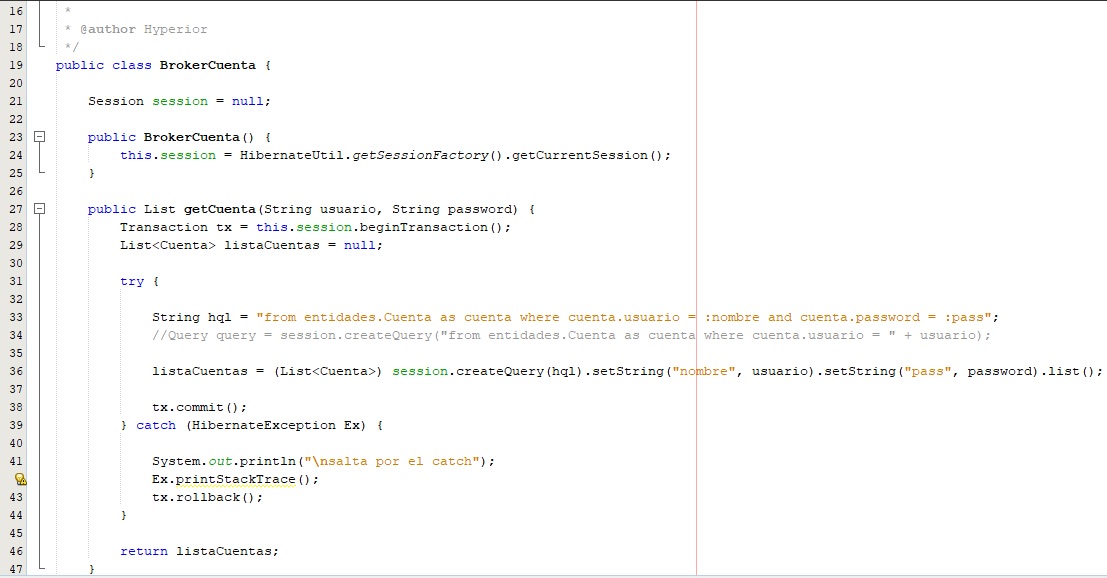 16 *
17 * @author Hyperior
18 */
19 public class BrokerCuenta {
20
21 Session session = null;
22
23 public BrokerCuenta() {
24 this.session = HibernateUtil.getSessionFactory().getCurrentSession();
25 }
26
27 public List getCuenta(String usuario, String password) {
28 Transaction tx = this.session.beginTransaction();
29 List<Cuenta> listaCuentas = null;
30
31 try {
32
33 String hql = "from entidades.Cuenta as cuenta where cuenta.usuario = :nombre and cuenta.password = :pass";
34 //Query query = session.createQuery("from entidades.Cuenta as cuenta where cuenta.usuario = " + usuario);
35
36 listaCuentas = (List<Cuenta>) session.createQuery(hql).setString("nombre", usuario).setString("pass", password).list();
37
38 tx.commit();
39 } catch (HibernateException Ex) {
40
41 System.out.println("\nsalta por el catch");
Ex.printStackTrace();
43 tx.rollback();
44 }
45
46 return listaCuentas;
47 }